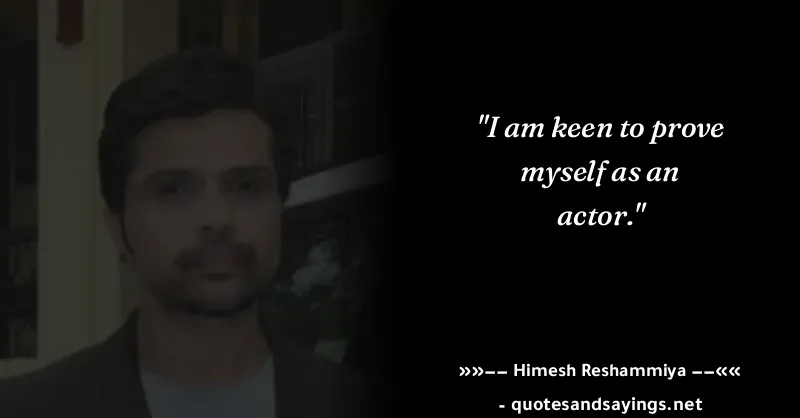 "I am keen to prove
myself as an
actor."
»»−− Himesh Reshammiya −−««
- quotesandsayings.net